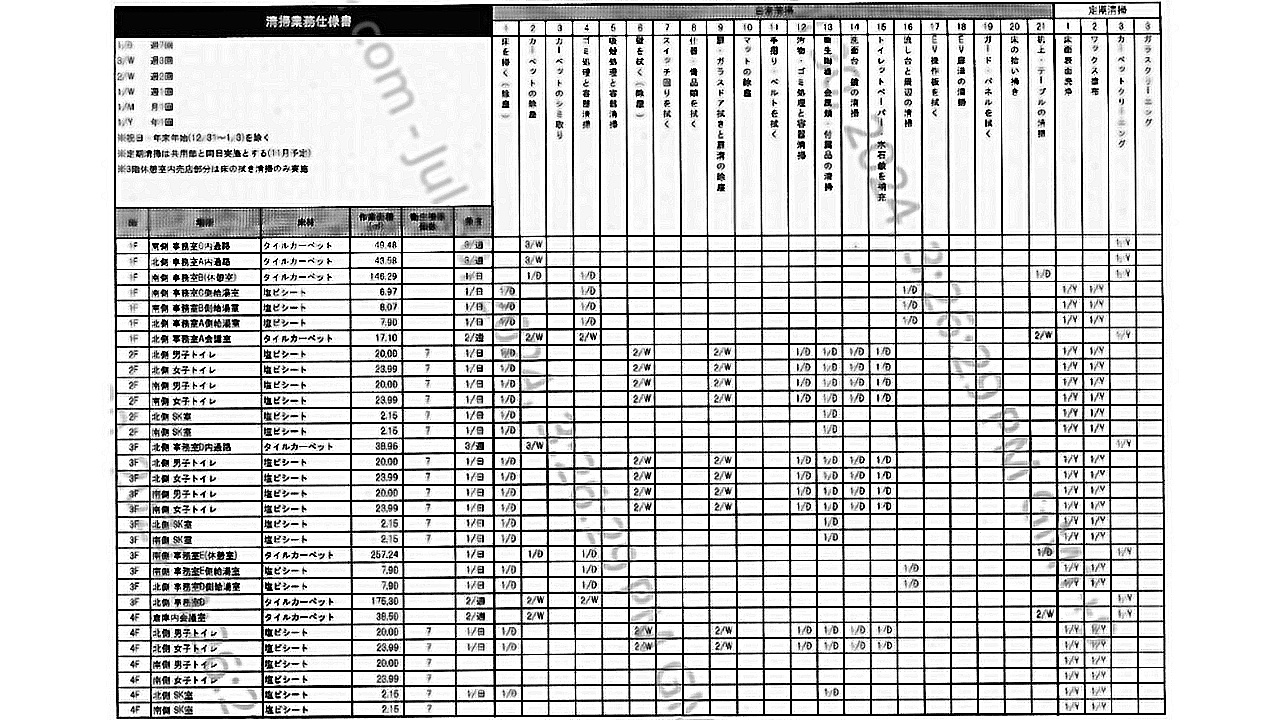 清掃業務仕様書
1/D 週7回
3/W 週3回
2/W 週2回
1/W 週1回
1/M 月1回
1/Y 年1回
※祝日・年末年始(12/31〜1/3)を除く
※定期清掃は共用部と同日実施とする(11月予定)
※3階休憩室内売店部分は床の拭き清掃のみ実施
日常清掃 定期清掃
1 床を掃く(除塵)
2 カーペットの除塵
3 カーペットのシミ取り
4 ゴミ処理と容器清掃
5 吸殻処理と容器清掃
6 壁を拭く(除塵)
7 スイッチ回りを拭く
8 什器・備品類を拭く
9 扉・ガラスドア拭きと扉溝の除塵
10 マットの除塵
11 手摺り・ベルトを拭く
12 汚物・ゴミ処理と容器清掃
13 衛生陶器・金属類・付属品の清掃
14 洗面台・鏡の清掃
15 トイレットペーパー・水石鹸を補充
16 流し台と周辺の清掃
17 EV操作板を拭く
18 EV扉溝の清掃
19 ガード・パネルを拭く
20 床の拾い掃き
21 机上・テーブルの清掃
1 床面表面洗浄
2 ワックス塗布
3 カーペットクリーニング
3 ガラスクリーニング
階 場所 床材 作業面積(㎡) 備考
1F 南側 事務室C内通路 タイルカーペット 49.48 3/週 3/W 1/Y
1F 北側 事務室A内通路 タイルカーペット 43.58 3/週 3/W 1/Y
1F 南側 事務室B(休憩室) タイルカーペット 146.29 1/日 1/D 1/D 1/D 1/Y
1F 南側 事務室C側給湯室 塩ビシート 6.97 1/日 1/D 1/D 1/D 1/Y 1/Y
1F 南側 事務室B側給湯室 塩ビシート 8.07 1/日 1/D 1/D 1/D 1/Y 1/Y
1F 北側 事務室A側給湯室 塩ビシート 7.90 1/日 1/D 1/D 1/D 1/Y 1/Y
1F 北側 事務室A会議室 タイルカーペット 17.10 2/週 2/W 2/W 2/W 1/Y
2F 北側 男子トイレ 塩ビシート 20.00 7 1/日 1/D 2/W 2/W 1/D 1/D 1/D 1/D 1/Y 1/Y
2F 北側 女子トイレ 塩ビシート 23.99 7 1/日 1/D 2/W 2/W 1/D 1/D 1/D 1/D 1/Y 1/Y
2F 南側 男子トイレ 塩ビシート 20.00 7 1/日 1/D 2/W 2/W 1/D 1/D 1/D 1/D 1/Y 1/Y
2F 南側 女子トイレ 塩ビシート 23.99 7 1/日 1/D 2/W 2/W 1/D 1/D 1/D 1/D 1/Y 1/Y
2F 北側 SK室 塩ビシート 2.15 7 1/日 1/D 1/D 1/Y 1/Y
2F 南側 SK室 塩ビシート 2.15 7 1/日 1/D 1/D 1/Y 1/Y
3F 北側 事務室D内通路 タイルカーペット 38.96 3/週 3/W 1/Y
3F 北側 男子トイレ 塩ビシート 20.00 7 1/日 1/D 2/W 2/W 1/D 1/D 1/D 1/D 1/Y 1/Y
3F 北側 女子トイレ 塩ビシート 23.99 7 1/日 1/D 2/W 2/W 1/D 1/D 1/D 1/D 1/Y 1/Y
3F 南側 男子トイレ 塩ビシート 20.00 7 1/日 1/D 2/W 2/W 1/D 1/D 1/D 1/D 1/Y 1/Y
3F 南側 女子トイレ 塩ビシート 23.99 7 1/日 1/D 2/W 2/W 1/D 1/D 1/D 1/D 1/Y 1/Y
3F 北側 SK室 塩ビシート 2.15 7 1/日 1/D 1/D 1/Y 1/Y
3F 南側 SK室 塩ビシート 2.15 7 1/日 1/D 1/D 1/Y 1/Y
3F 南側 事務室E(休憩室) タイルカーペット 257.24 1/日 1/D 1/D 1/D 1/Y
3F 南側 事務室E側給湯室 塩ビシート 7.90 1/日 1/D 1/D 1/D 1/Y 1/Y
3F 北側 事務室D側給湯室 塩ビシート 7.90 1/日 1/D 1/D 1/D 1/Y 1/Y
3F 北側 事務室D タイルカーペット 175.30 2/週 2/W 2/W 1/Y
4F 倉庫内会議室 タイルカーペット 38.50 2/週 2/W 2/W 1/Y
4F 北側 男子トイレ 塩ビシート 20.00 7 1/日 1/D 2/W 2/W 1/D 1/D 1/D 1/D 1/Y 1/Y
4F 北側 女子トイレ 塩ビシート 23.99 7 1/日 1/D 2/W 2/W 1/D 1/D 1/D 1/D 1/Y 1/Y
4F 南側 男子トイレ 塩ビシート 20.00 7 1/Y 1/Y
4F 南側 女子トイレ 塩ビシート 23.99 7 1/Y 1/Y
4F 北側 SK室 塩ビシート 2.15 7 1/日 1/D 1/D 1/Y 1/Y
4F 南側 SK室 塩ビシート 2.15 7 1/Y 1/Y